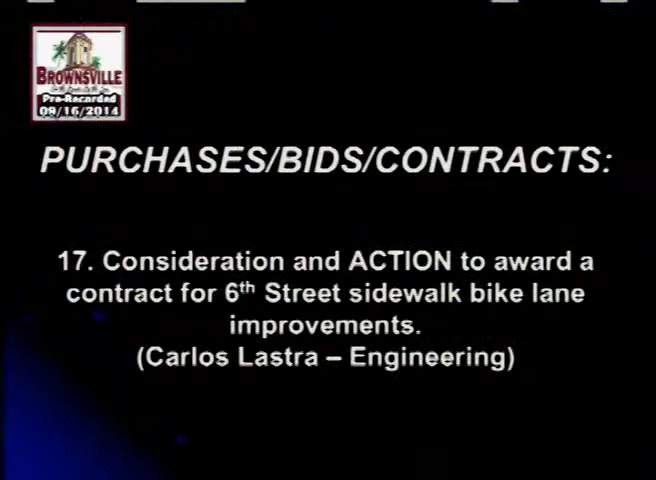 BROWNSVILLE
Pre-Recorded
09/16/2014
PURCHASES/BIDS/CONTRACTS:
17. Consideration and ACTION to award a
contract for 6th Street sidewalk bike lane
improvements.
(Carlos Lastra – Engineering)